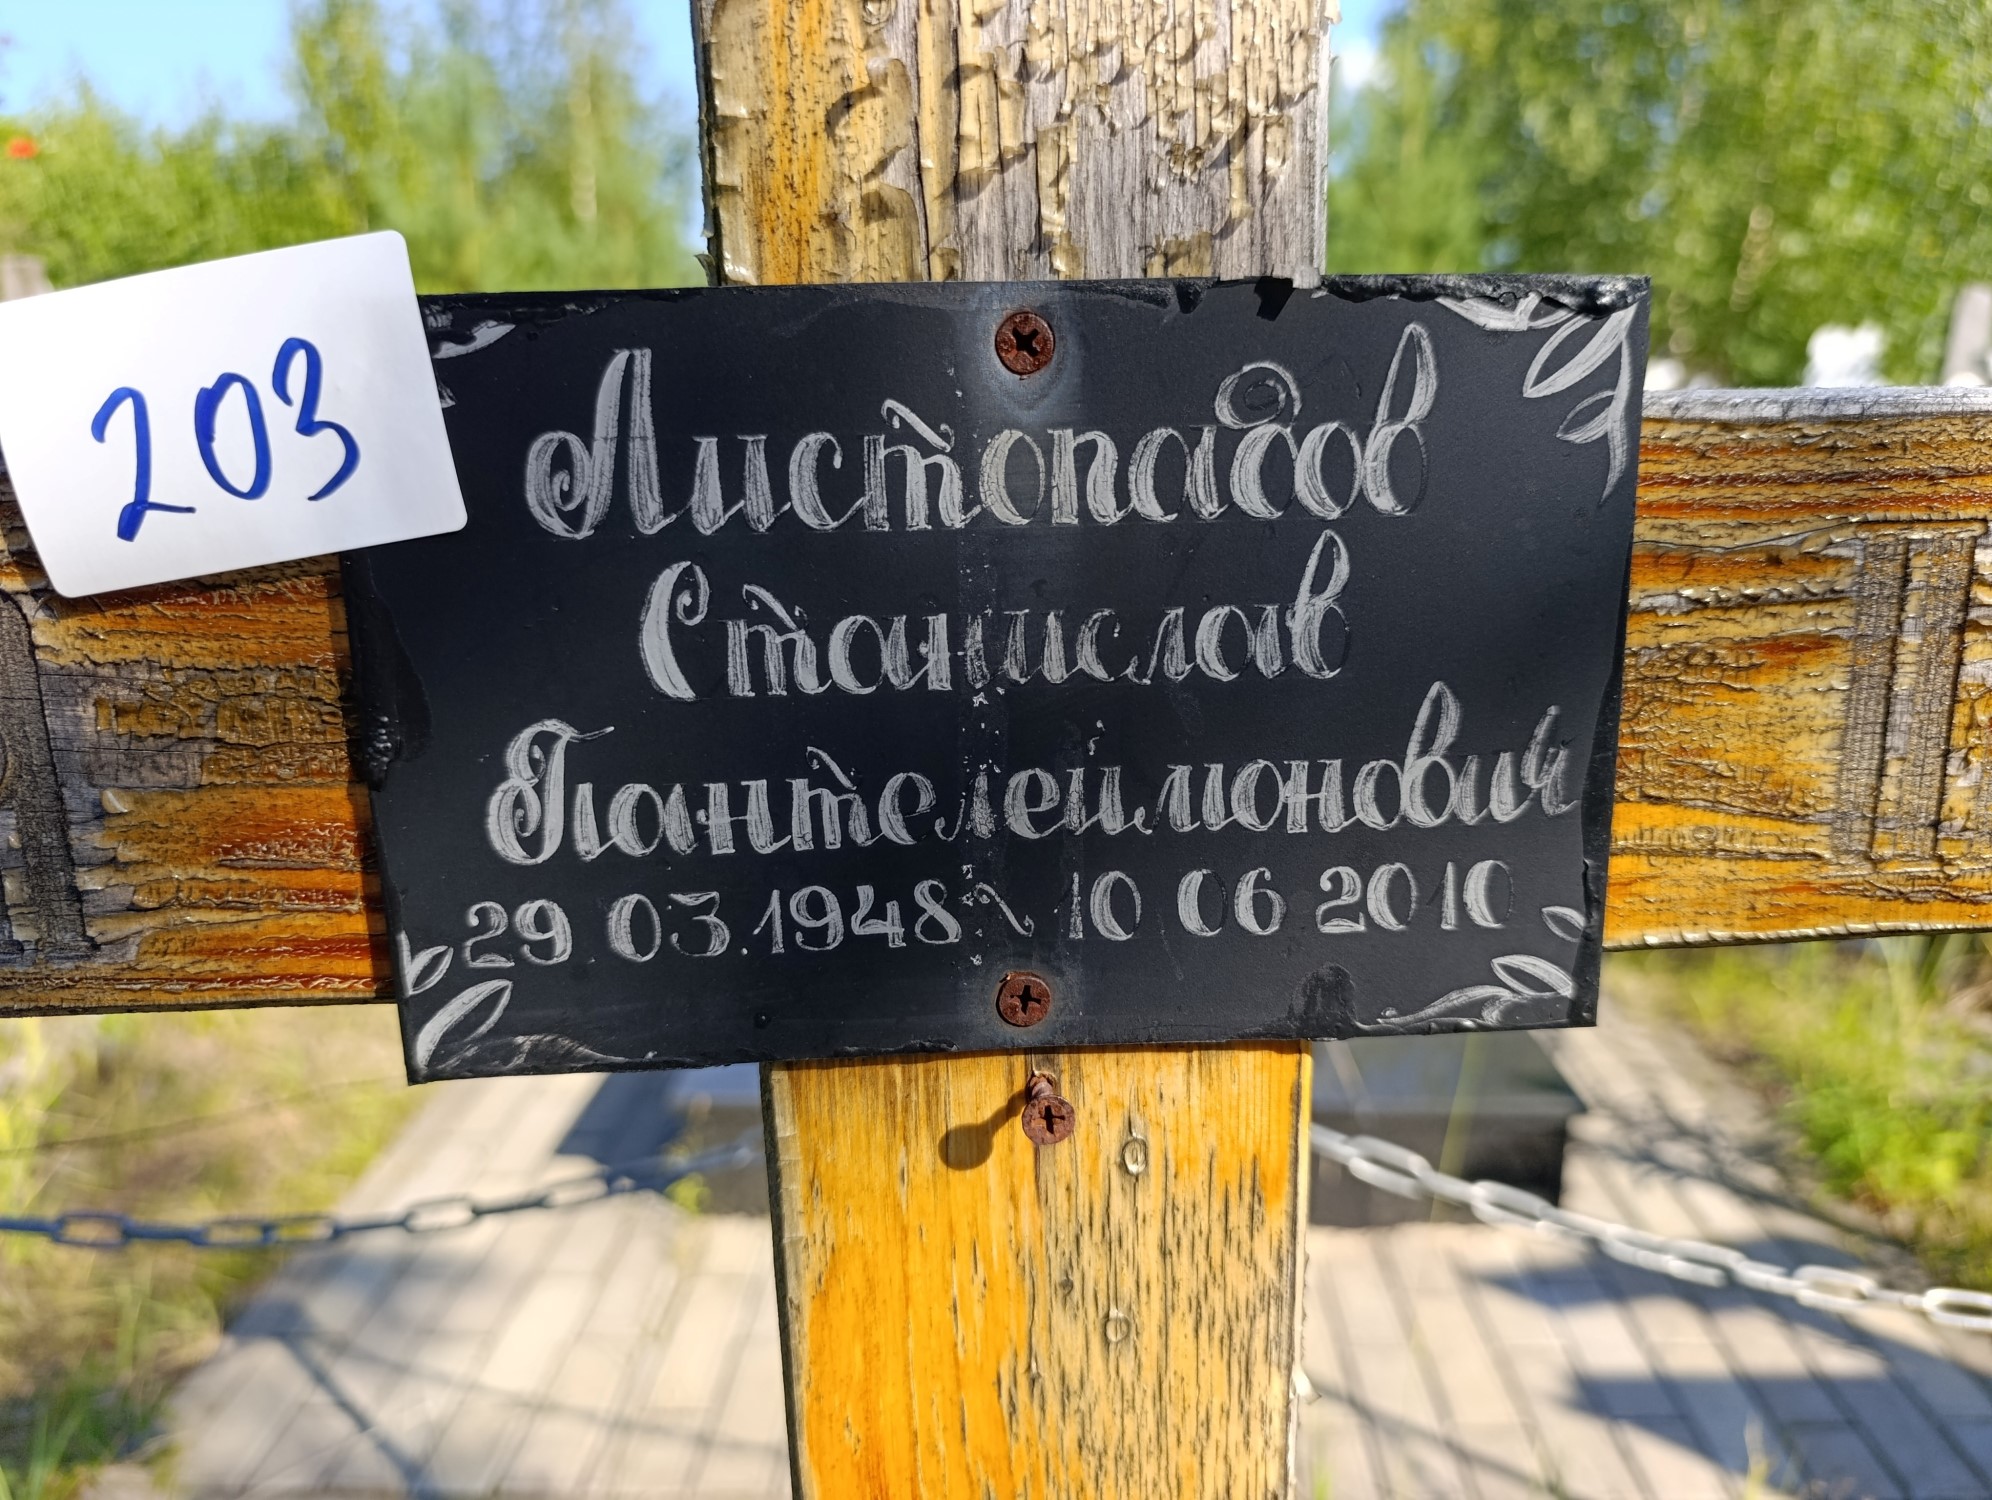 203
Листопадов
Станислав
Пантелеймонович
29 03.1948 ~ 10 06 2010